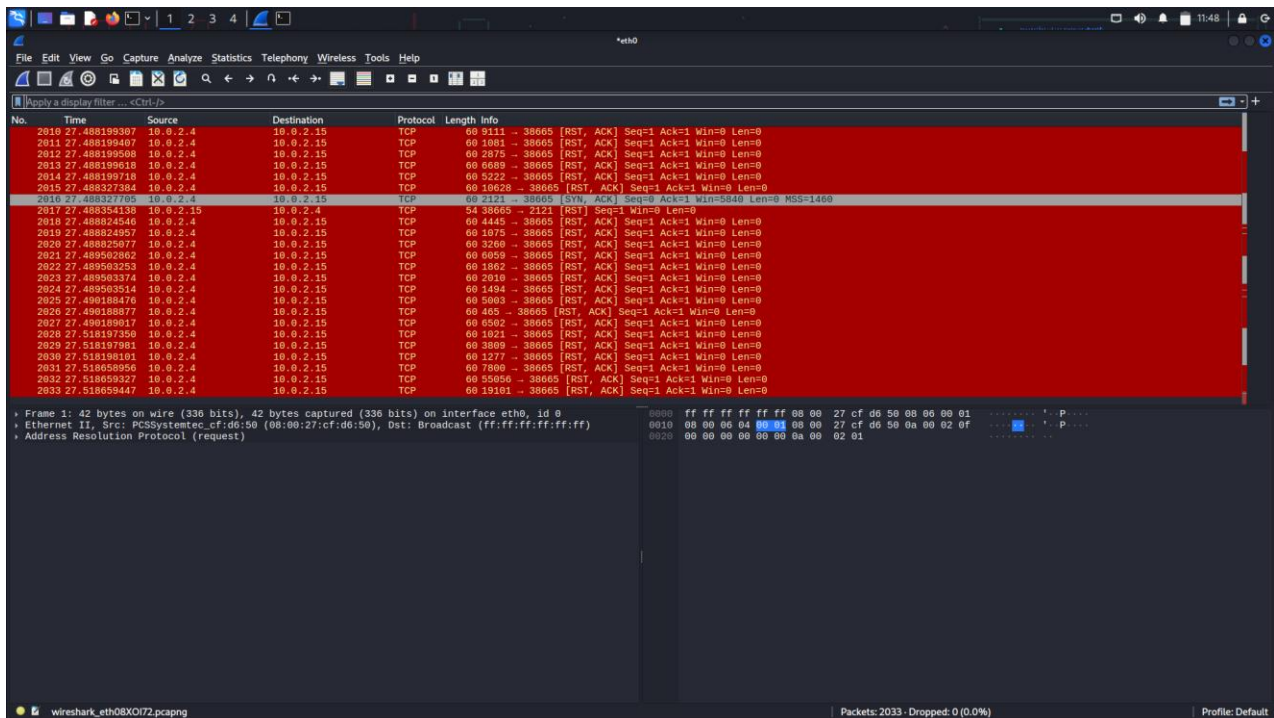 1 2 3 4 11:48
*eth0
File Edit View Go Capture Analyze Statistics Telephony Wireless Tools Help
Apply a display filter ... <Ctrl-/>
No. Time Source Destination Protocol Length Info
2010 27.488199307 10.0.2.4 10.0.2.15 TCP 60 9111 → 38665 [RST, ACK] Seq=1 Ack=1 Win=0 Len=0
2011 27.488199407 10.0.2.4 10.0.2.15 TCP 60 1081 → 38665 [RST, ACK] Seq=1 Ack=1 Win=0 Len=0
2012 27.488199508 10.0.2.4 10.0.2.15 TCP 60 2875 → 38665 [RST, ACK] Seq=1 Ack=1 Win=0 Len=0
2013 27.488199618 10.0.2.4 10.0.2.15 TCP 60 6689 → 38665 [RST, ACK] Seq=1 Ack=1 Win=0 Len=0
2014 27.488199718 10.0.2.4 10.0.2.15 TCP 60 5222 → 38665 [RST, ACK] Seq=1 Ack=1 Win=0 Len=0
2015 27.488327384 10.0.2.4 10.0.2.15 TCP 60 10628 → 38665 [RST, ACK] Seq=1 Ack=1 Win=0 Len=0
2016 27.488327705 10.0.2.4 10.0.2.15 TCP 60 2121 → 38665 [SYN, ACK] Seq=0 Ack=1 Win=5840 Len=0 MSS=1460
2017 27.488354138 10.0.2.15 10.0.2.4 TCP 54 38665 → 2121 [RST] Seq=1 Win=0 Len=0
2018 27.488824546 10.0.2.4 10.0.2.15 TCP 60 4445 → 38665 [RST, ACK] Seq=1 Ack=1 Win=0 Len=0
2019 27.488824957 10.0.2.4 10.0.2.15 TCP 60 1075 → 38665 [RST, ACK] Seq=1 Ack=1 Win=0 Len=0
2020 27.488825077 10.0.2.4 10.0.2.15 TCP 60 3260 → 38665 [RST, ACK] Seq=1 Ack=1 Win=0 Len=0
2021 27.489502862 10.0.2.4 10.0.2.15 TCP 60 6059 → 38665 [RST, ACK] Seq=1 Ack=1 Win=0 Len=0
2022 27.489503253 10.0.2.4 10.0.2.15 TCP 60 1862 → 38665 [RST, ACK] Seq=1 Ack=1 Win=0 Len=0
2023 27.489503374 10.0.2.4 10.0.2.15 TCP 60 2010 → 38665 [RST, ACK] Seq=1 Ack=1 Win=0 Len=0
2024 27.489503514 10.0.2.4 10.0.2.15 TCP 60 1494 → 38665 [RST, ACK] Seq=1 Ack=1 Win=0 Len=0
2025 27.490188476 10.0.2.4 10.0.2.15 TCP 60 5003 → 38665 [RST, ACK] Seq=1 Ack=1 Win=0 Len=0
2026 27.490188877 10.0.2.4 10.0.2.15 TCP 60 465 → 38665 [RST, ACK] Seq=1 Ack=1 Win=0 Len=0
2027 27.490189017 10.0.2.4 10.0.2.15 TCP 60 6502 → 38665 [RST, ACK] Seq=1 Ack=1 Win=0 Len=0
2028 27.518197350 10.0.2.4 10.0.2.15 TCP 60 1021 → 38665 [RST, ACK] Seq=1 Ack=1 Win=0 Len=0
2029 27.518197981 10.0.2.4 10.0.2.15 TCP 60 3809 → 38665 [RST, ACK] Seq=1 Ack=1 Win=0 Len=0
2030 27.518198101 10.0.2.4 10.0.2.15 TCP 60 1277 → 38665 [RST, ACK] Seq=1 Ack=1 Win=0 Len=0
2031 27.518658956 10.0.2.4 10.0.2.15 TCP 60 7800 → 38665 [RST, ACK] Seq=1 Ack=1 Win=0 Len=0
2032 27.518659327 10.0.2.4 10.0.2.15 TCP 60 55056 → 38665 [RST, ACK] Seq=1 Ack=1 Win=0 Len=0
2033 27.518659447 10.0.2.4 10.0.2.15 TCP 60 19101 → 38665 [RST, ACK] Seq=1 Ack=1 Win=0 Len=0
Frame 1: 42 bytes on wire (336 bits), 42 bytes captured (336 bits) on interface eth0, id 0
Ethernet II, Src: PCSSystemtec_cf:d6:50 (08:00:27:cf:d6:50), Dst: Broadcast (ff:ff:ff:ff:ff:ff)
Address Resolution Protocol (request)
0000 ff ff ff ff ff ff 08 00 27 cf d6 50 08 06 00 01 ········ '··P····
0010 08 00 06 04 00 01 08 00 27 cf d6 50 0a 00 02 0f ········ '··P····
0020 00 00 00 00 00 00 0a 00 02 01 ········ ··
wireshark_eth08XOI72.pcapng Packets: 2033 · Dropped: 0 (0.0%) Profile: Default